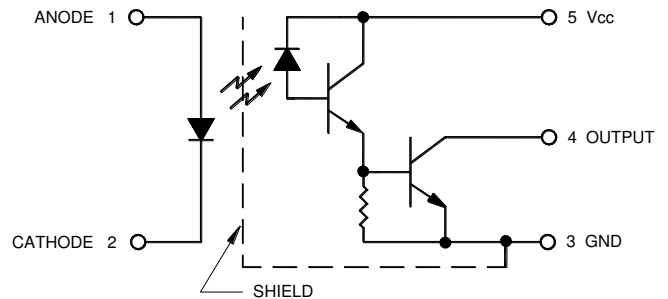 ANODE 1
5 Vcc
4 OUTPUT
CATHODE 2
3 GND
SHIELD